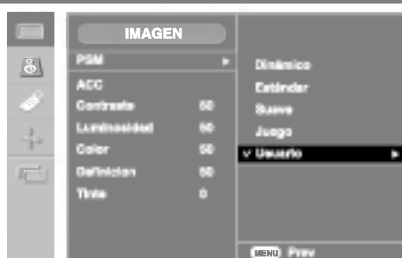 IMAGEN
PSM
ACC
Contraste 50
Luminosidad 50
Color 50
Definicion 50
Tinte 0
Dinámico
Estánder
Suave
Juego
Usuario
MENU Prev